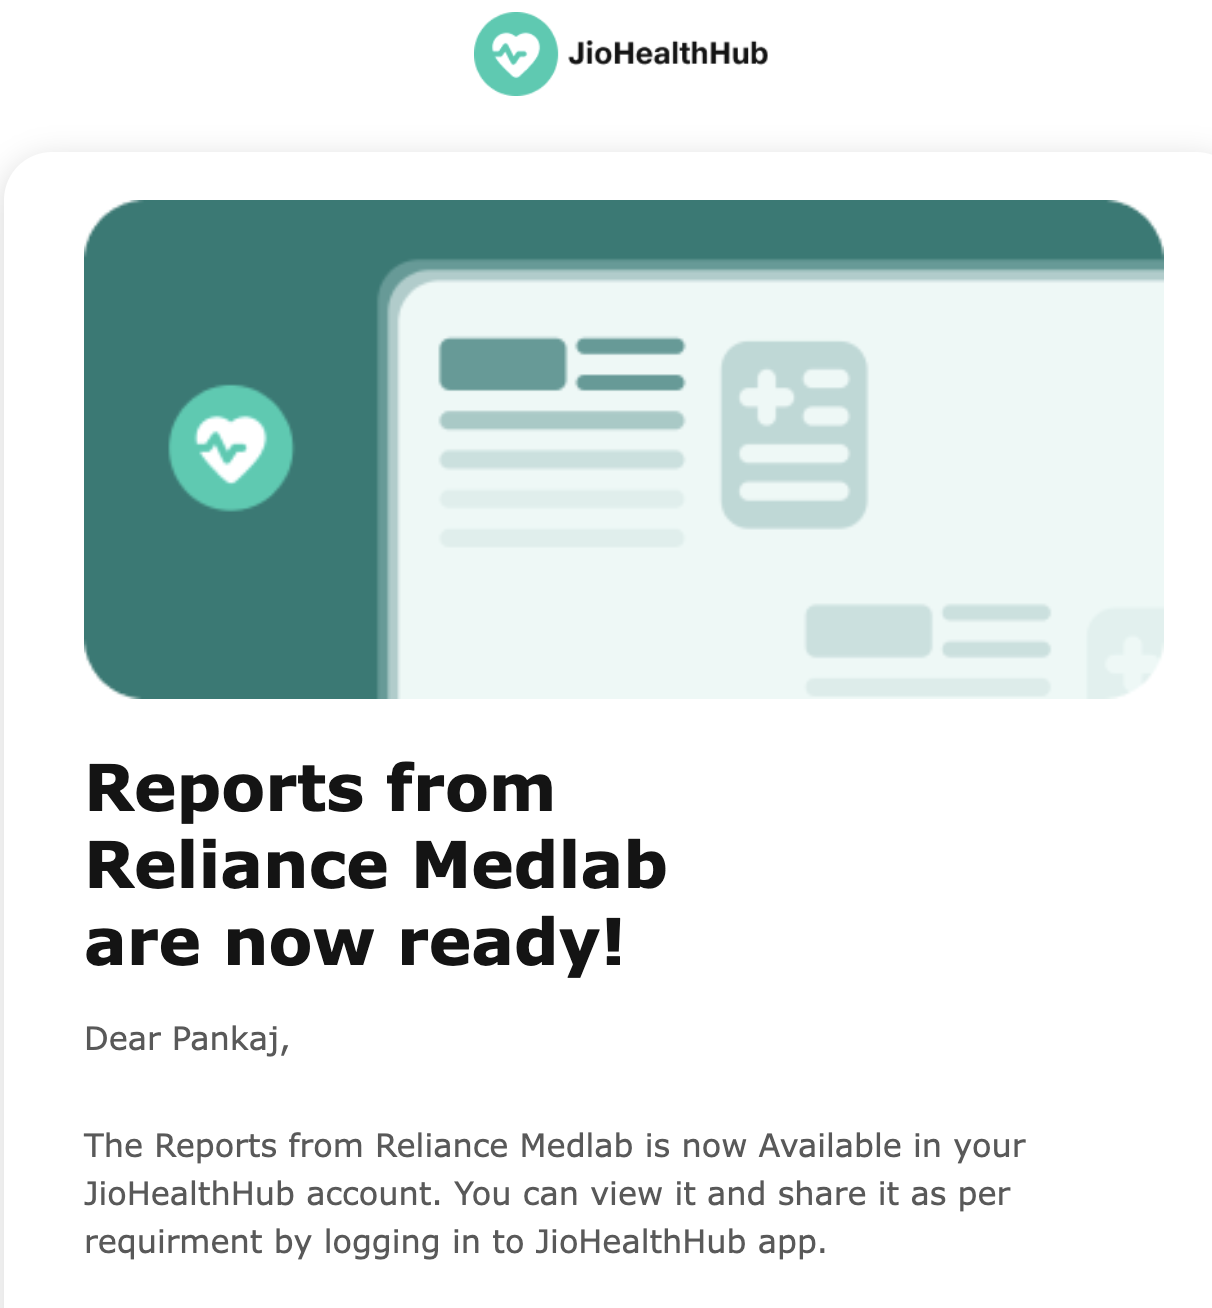 JioHealthHub
Reports from
Reliance Medlab
are now ready!
Dear Pankaj,
The Reports from Reliance Medlab is now Available in your
JioHealthHub account. You can view it and share it as per
requirment by logging in to JioHealthHub app.